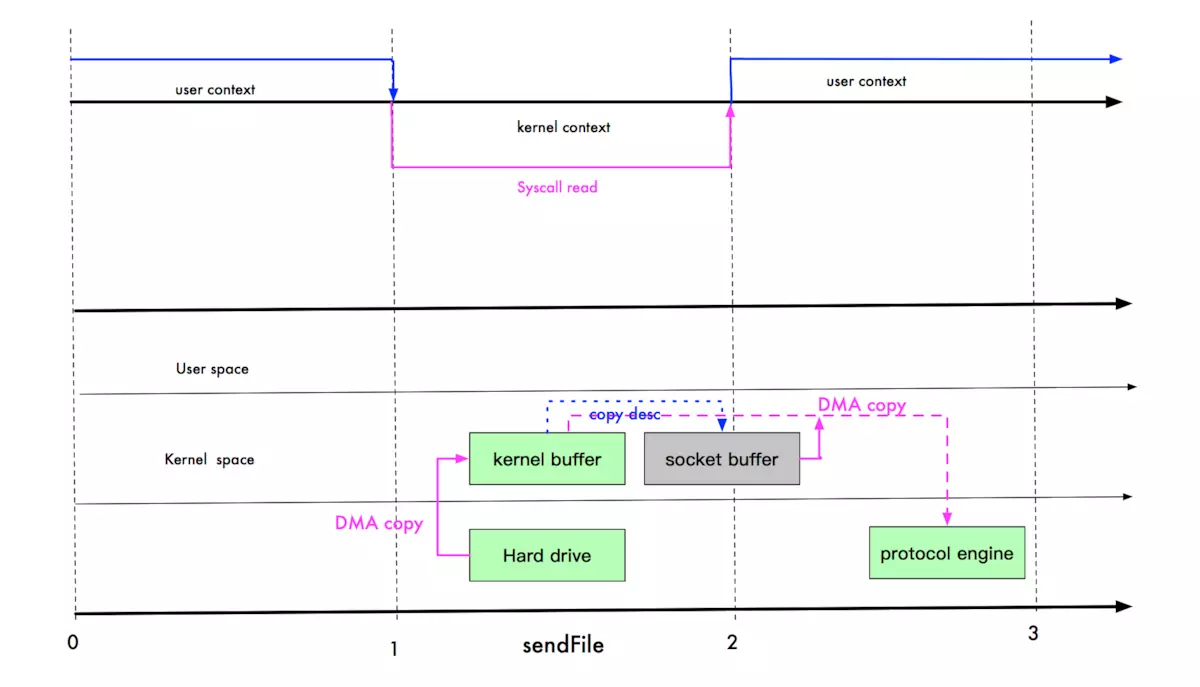 user context
user context
kernel context
Syscall read
User space
copy desc
DMA copy
Kernel space
kernel buffer
socket buffer
DMA copy
Hard drive
protocol engine
0
1
sendFile
2
3